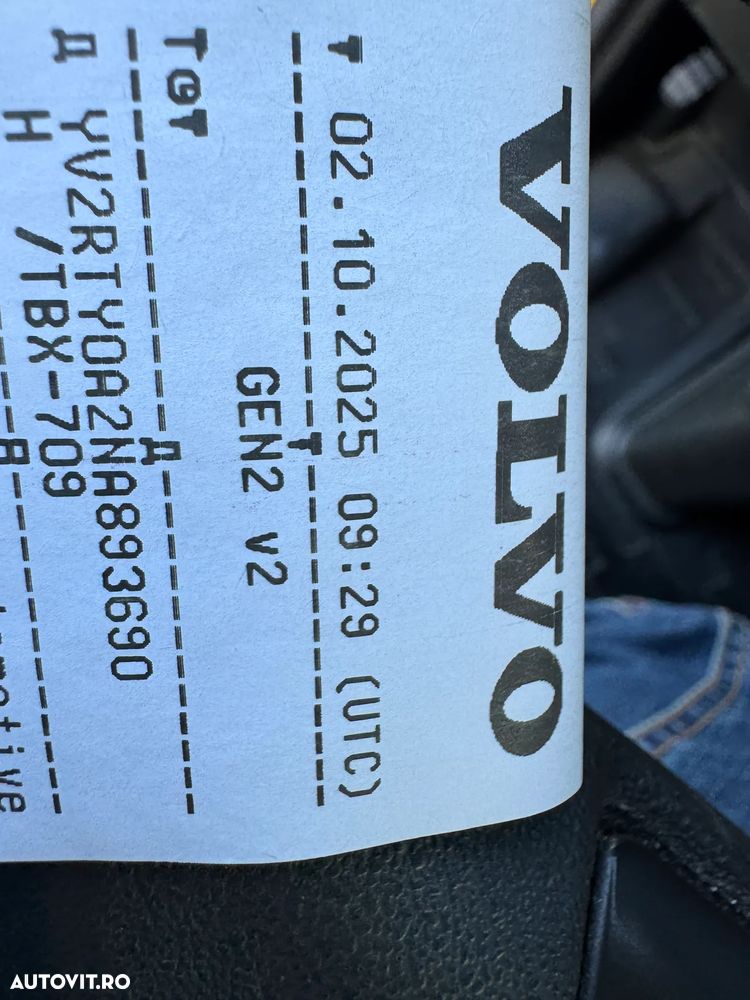 VOLVO
▼ 02.10.2025 09:29 (UTC)
-----------T-----------
GEN2 v2
T⊕▼
-----------Д-----------
Д YV2RTY0A2NA893690
H /TBX-709
AUTOVIT.RO